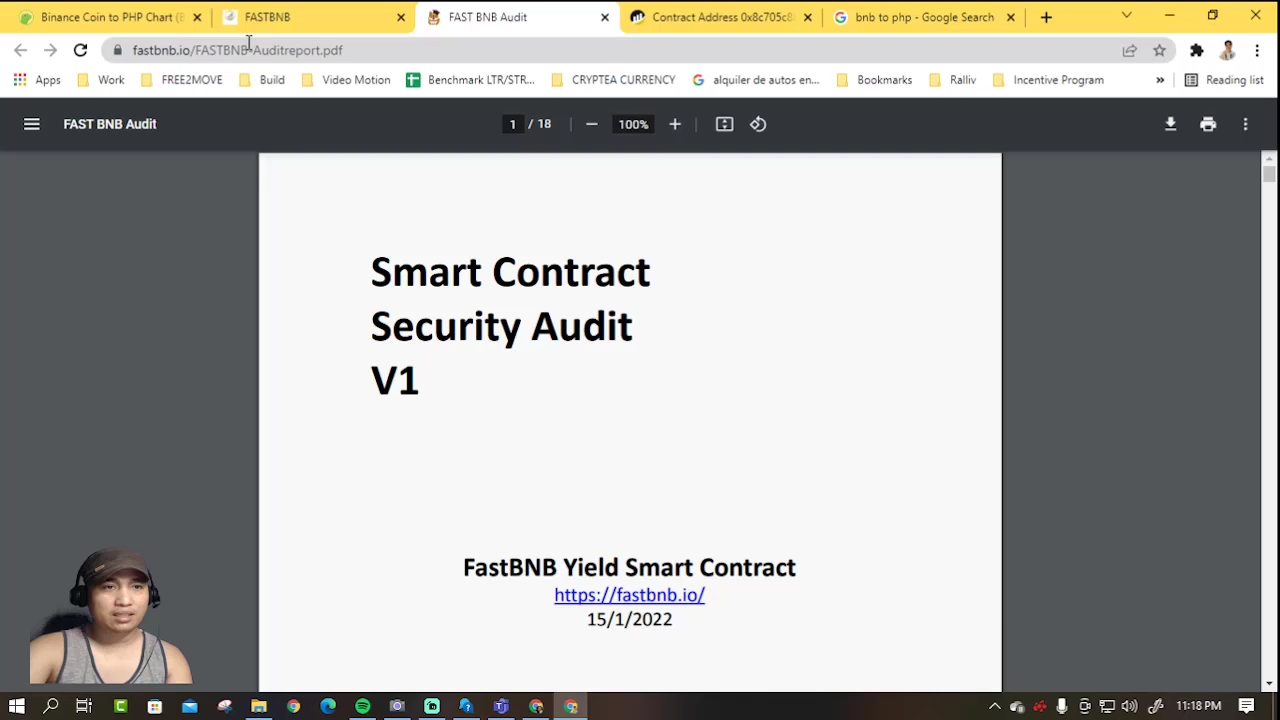 Binance Coin to PHP Chart (B
FASTBNB
FAST BNB Audit
Contract Address 0x8c705c8
bnb to php - Google Search
fastbnb.io/FASTBNB-Auditreport.pdf
Apps
Work
FREE2MOVE
Build
Video Motion
Benchmark LTR/STR...
CRYPTEA CURRENCY
alquiler de autos en...
Bookmarks
Ralliv
Incentive Program
»
Reading list
FAST BNB Audit
1 / 18
100%
Smart Contract
Security Audit
V1
FastBNB Yield Smart Contract
https://fastbnb.io/
15/1/2022
11:18 PM